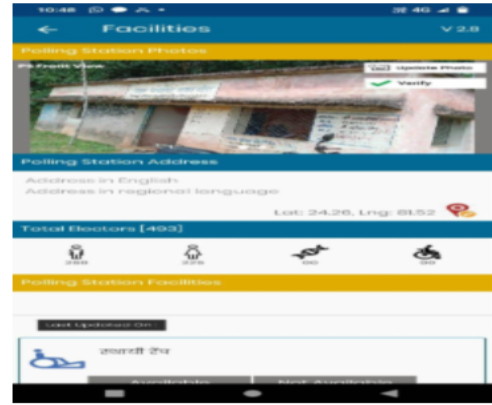 10:48
4G
Facilities
V 2.8
Polling Station Photos
PS Front View
Update Photo
Verify
Polling Station Address
Address in English
Address in regional language
Lat: 24.26, Lng: 81.52
Total Electors [493]
Polling Station Facilities
Last Updated On :
स्थायी रैंप
Available
Not Available